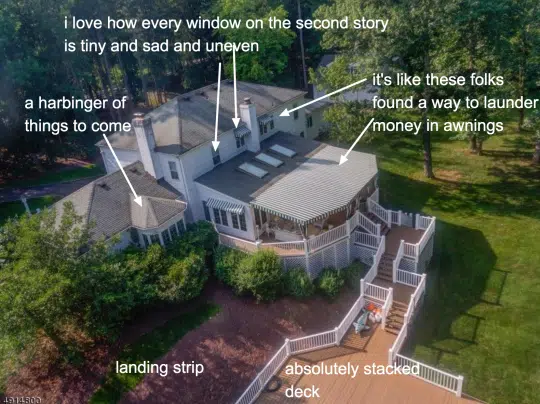 i love how every window on the second story
is tiny and sad and uneven
it's like these folks
found a way to launder
money in awnings
a harbinger of
things to come
landing strip
absolutely stacked
deck
4914800